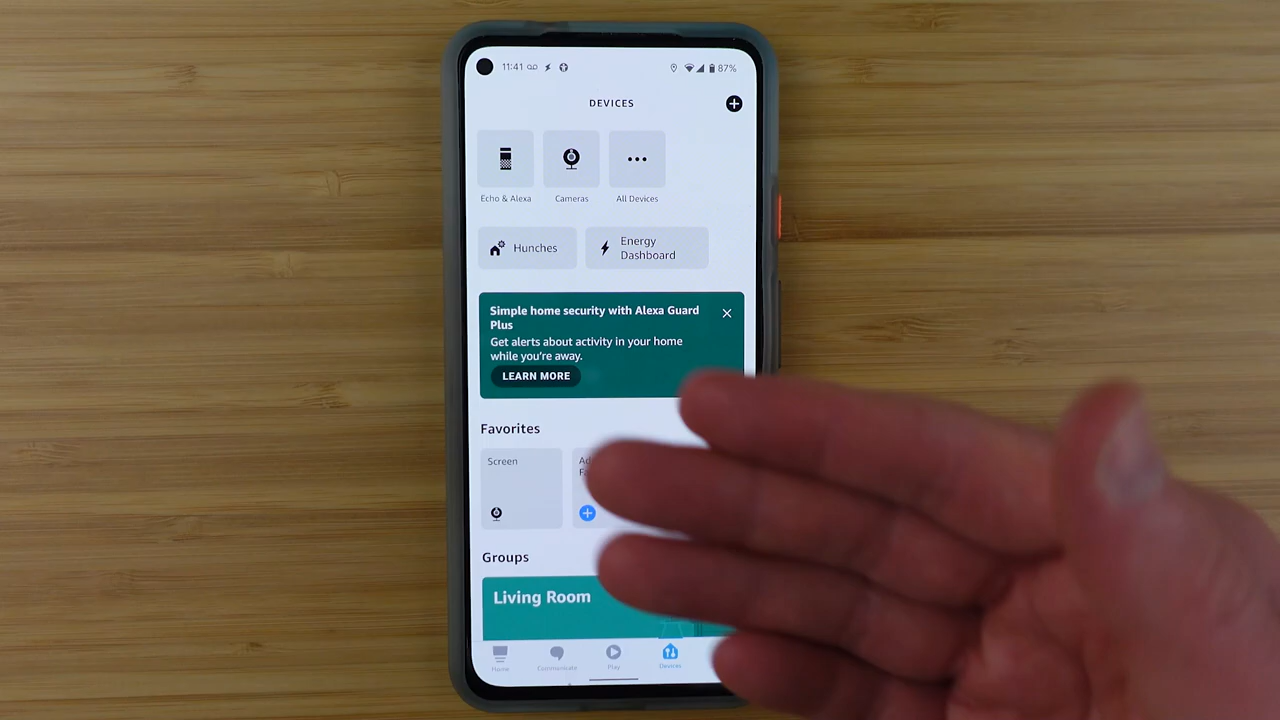 11:41
87%
DEVICES
Echo & Alexa
Cameras
All Devices
Hunches
Energy
Dashboard
Simple home security with Alexa Guard
Plus
Get alerts about activity in your home
while you're away.
LEARN MORE
Favorites
Screen
Groups
Living Room
Home
Communicate
Play
Devices